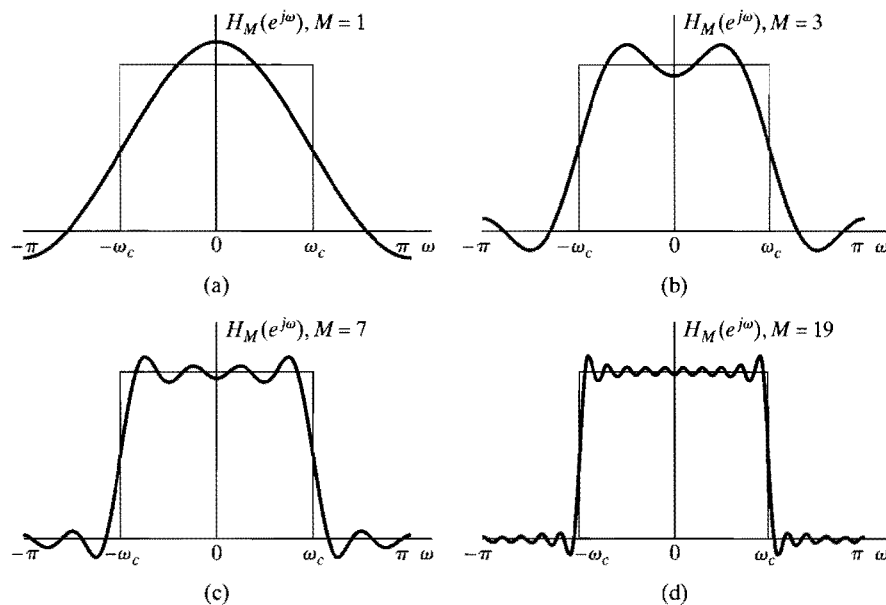 H_M(e^{jω}), M = 1
−π −ω_c 0 ω_c π ω
(a)
H_M(e^{jω}), M = 3
−π −ω_c 0 ω_c π ω
(b)
H_M(e^{jω}), M = 7
−π −ω_c 0 ω_c π ω
(c)
H_M(e^{jω}), M = 19
−π −ω_c 0 ω_c π ω
(d)